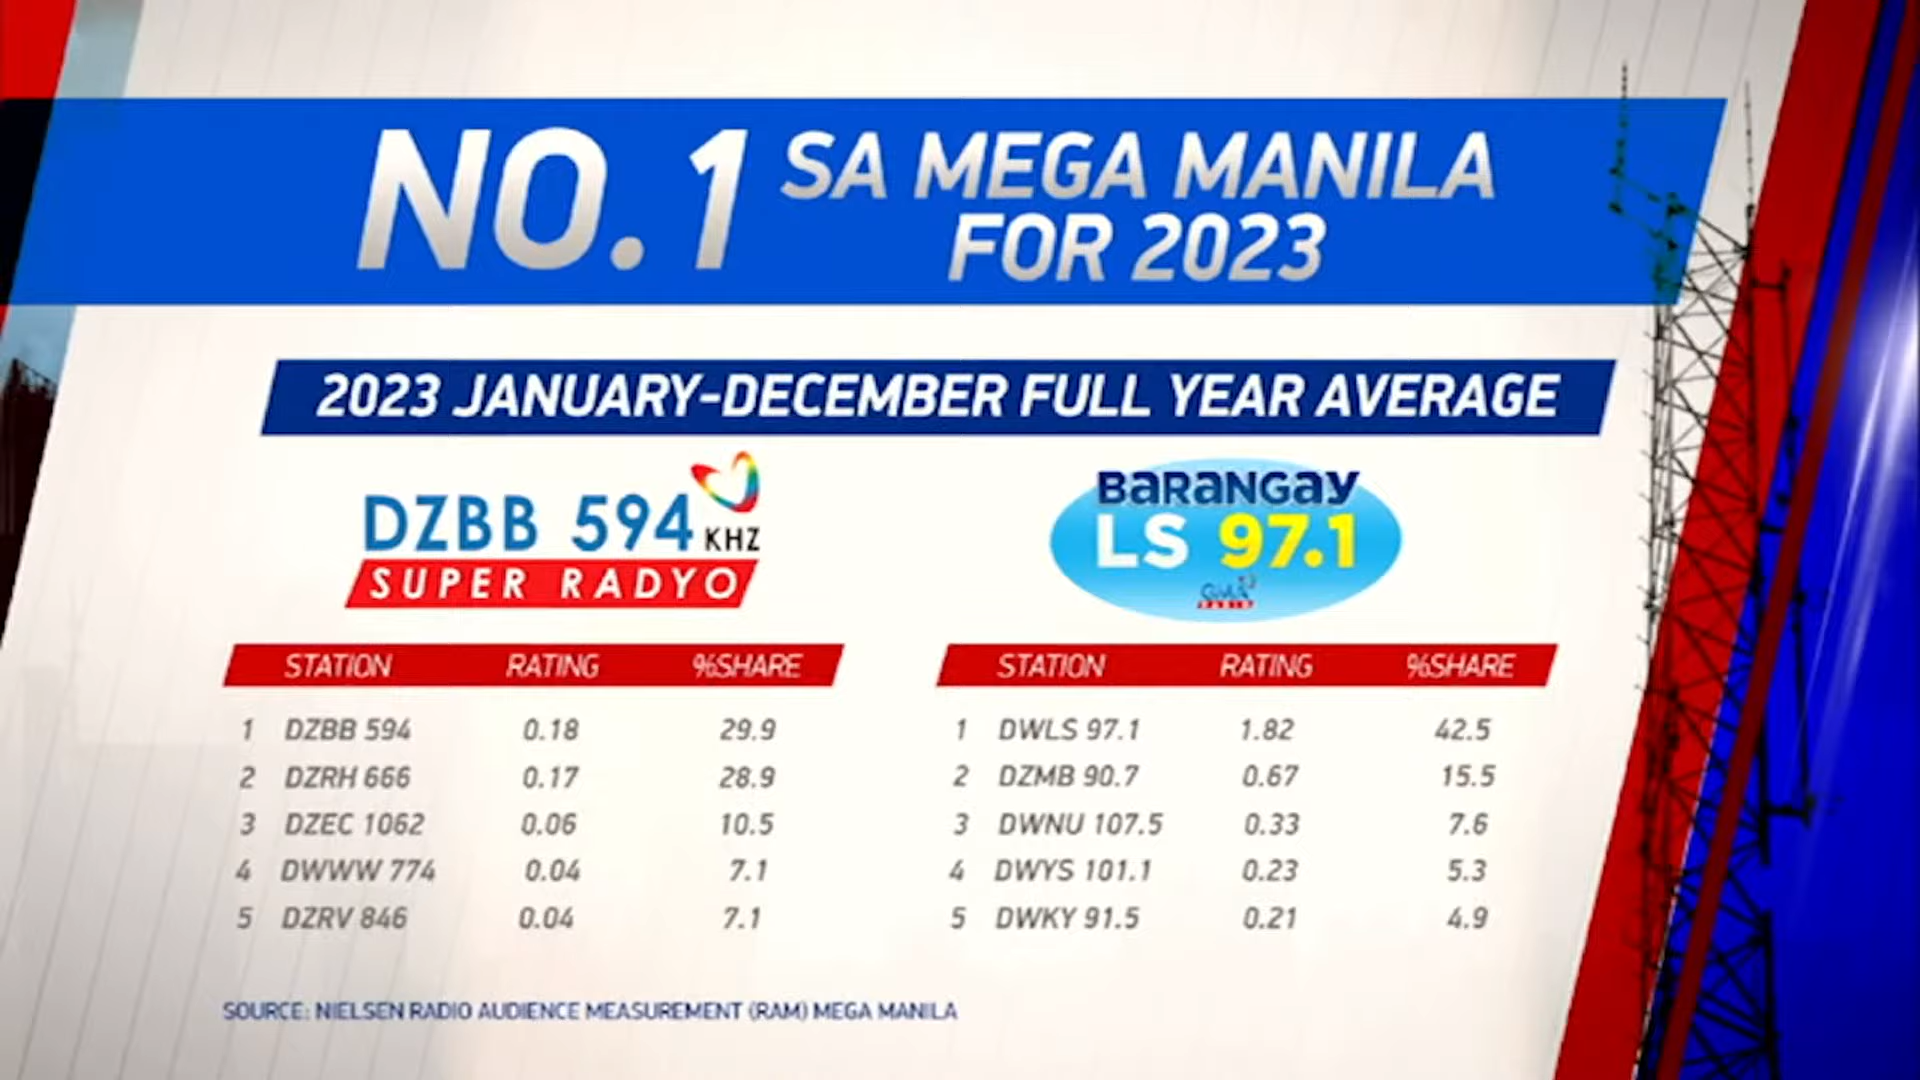 NO. 1 SA MEGA MANILA
FOR 2023
2023 JANUARY-DECEMBER FULL YEAR AVERAGE
DZBB 594 KHZ
SUPER RADYO
BARANGAY
LS 97.1
GMA
RADIO
STATION RATING %SHARE
1 DZBB 594 0.18 29.9
2 DZRH 666 0.17 28.9
3 DZEC 1062 0.06 10.5
4 DWWW 774 0.04 7.1
5 DZRV 846 0.04 7.1
STATION RATING %SHARE
1 DWLS 97.1 1.82 42.5
2 DZMB 90.7 0.67 15.5
3 DWNU 107.5 0.33 7.6
4 DWYS 101.1 0.23 5.3
5 DWKY 91.5 0.21 4.9
SOURCE: NIELSEN RADIO AUDIENCE MEASUREMENT (RAM) MEGA MANILA